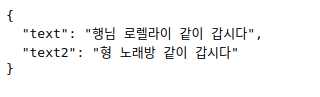 {
"text": "행님 로렐라이 같이 갑시다",
"text2": "형 노래방 같이 갑시다"
}